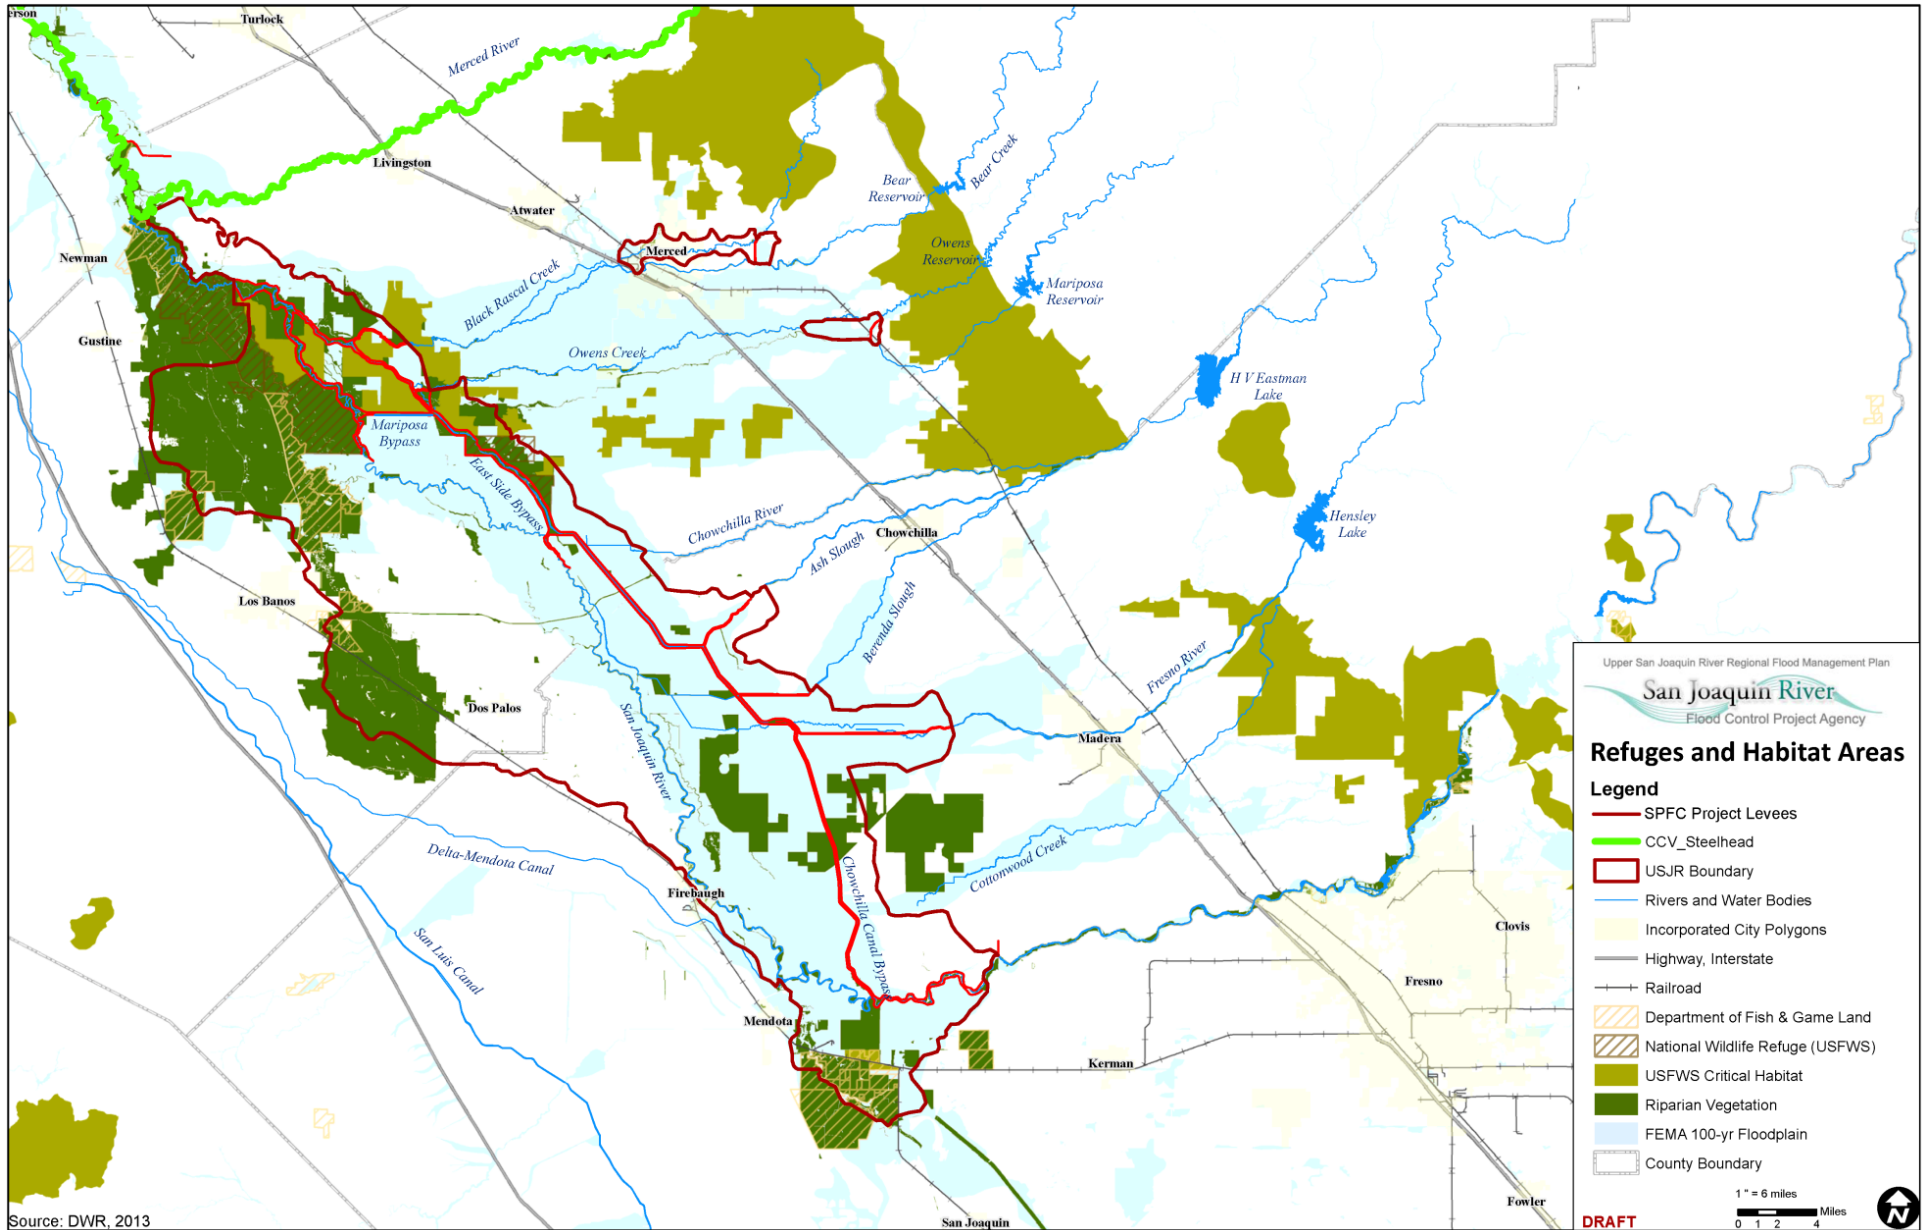 erson
Turlock
Merced River
Livingston
Atwater
Bear
Reservoir
Bear Creek
Newman
Merced
Owens
Reservoir
Mariposa
Reservoir
Black Rascal Creek
Gustine
Owens Creek
H V Eastman
Lake
Mariposa
Bypass
East Side Bypass
Chowchilla River
Chowchilla
Ash Slough
Hensley
Lake
Los Banos
Berenda Slough
Fresno River
Dos Palos
San Joaquin River
Madera
Delta-Mendota Canal
Firebaugh
Chowchilla Canal Bypass
Cottonwood Creek
San Luis Canal
Clovis
Fresno
Mendota
Kerman
Fowler
San Joaquin
Source: DWR, 2013
Upper San Joaquin River Regional Flood Management Plan
San Joaquin River
Flood Control Project Agency
Refuges and Habitat Areas
Legend
SPFC Project Levees
CCV_Steelhead
USJR Boundary
Rivers and Water Bodies
Incorporated City Polygons
Highway, Interstate
Railroad
Department of Fish & Game Land
National Wildlife Refuge (USFWS)
USFWS Critical Habitat
Riparian Vegetation
FEMA 100-yr Floodplain
County Boundary
1 " = 6 miles
Miles
0 1 2 4
DRAFT
N